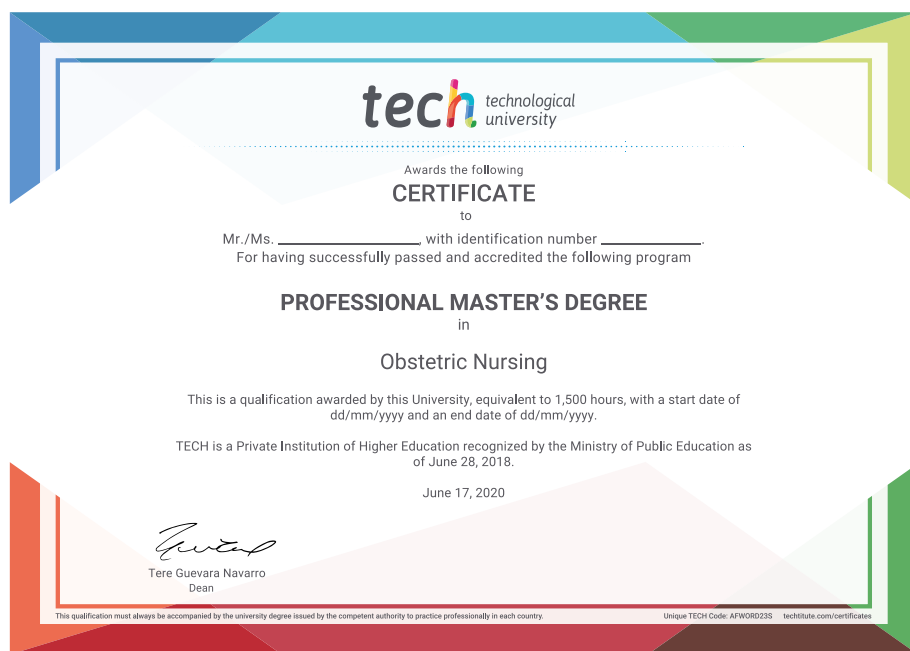 tech technological
university
Awards the following
CERTIFICATE
to
Mr./Ms. ____________________, with identification number ______________.
For having successfully passed and accredited the following program
PROFESSIONAL MASTER'S DEGREE
in
Obstetric Nursing
This is a qualification awarded by this University, equivalent to 1,500 hours, with a start date of
dd/mm/yyyy and an end date of dd/mm/yyyy.
TECH is a Private Institution of Higher Education recognized by the Ministry of Public Education as
of June 28, 2018.
June 17, 2020
Tere Guevara Navarro
Dean
This qualification must always be accompanied by the university degree issued by the competent authority to practice professionally in each country.
Unique TECH Code: AFWORD23S techtitute.com/certificates